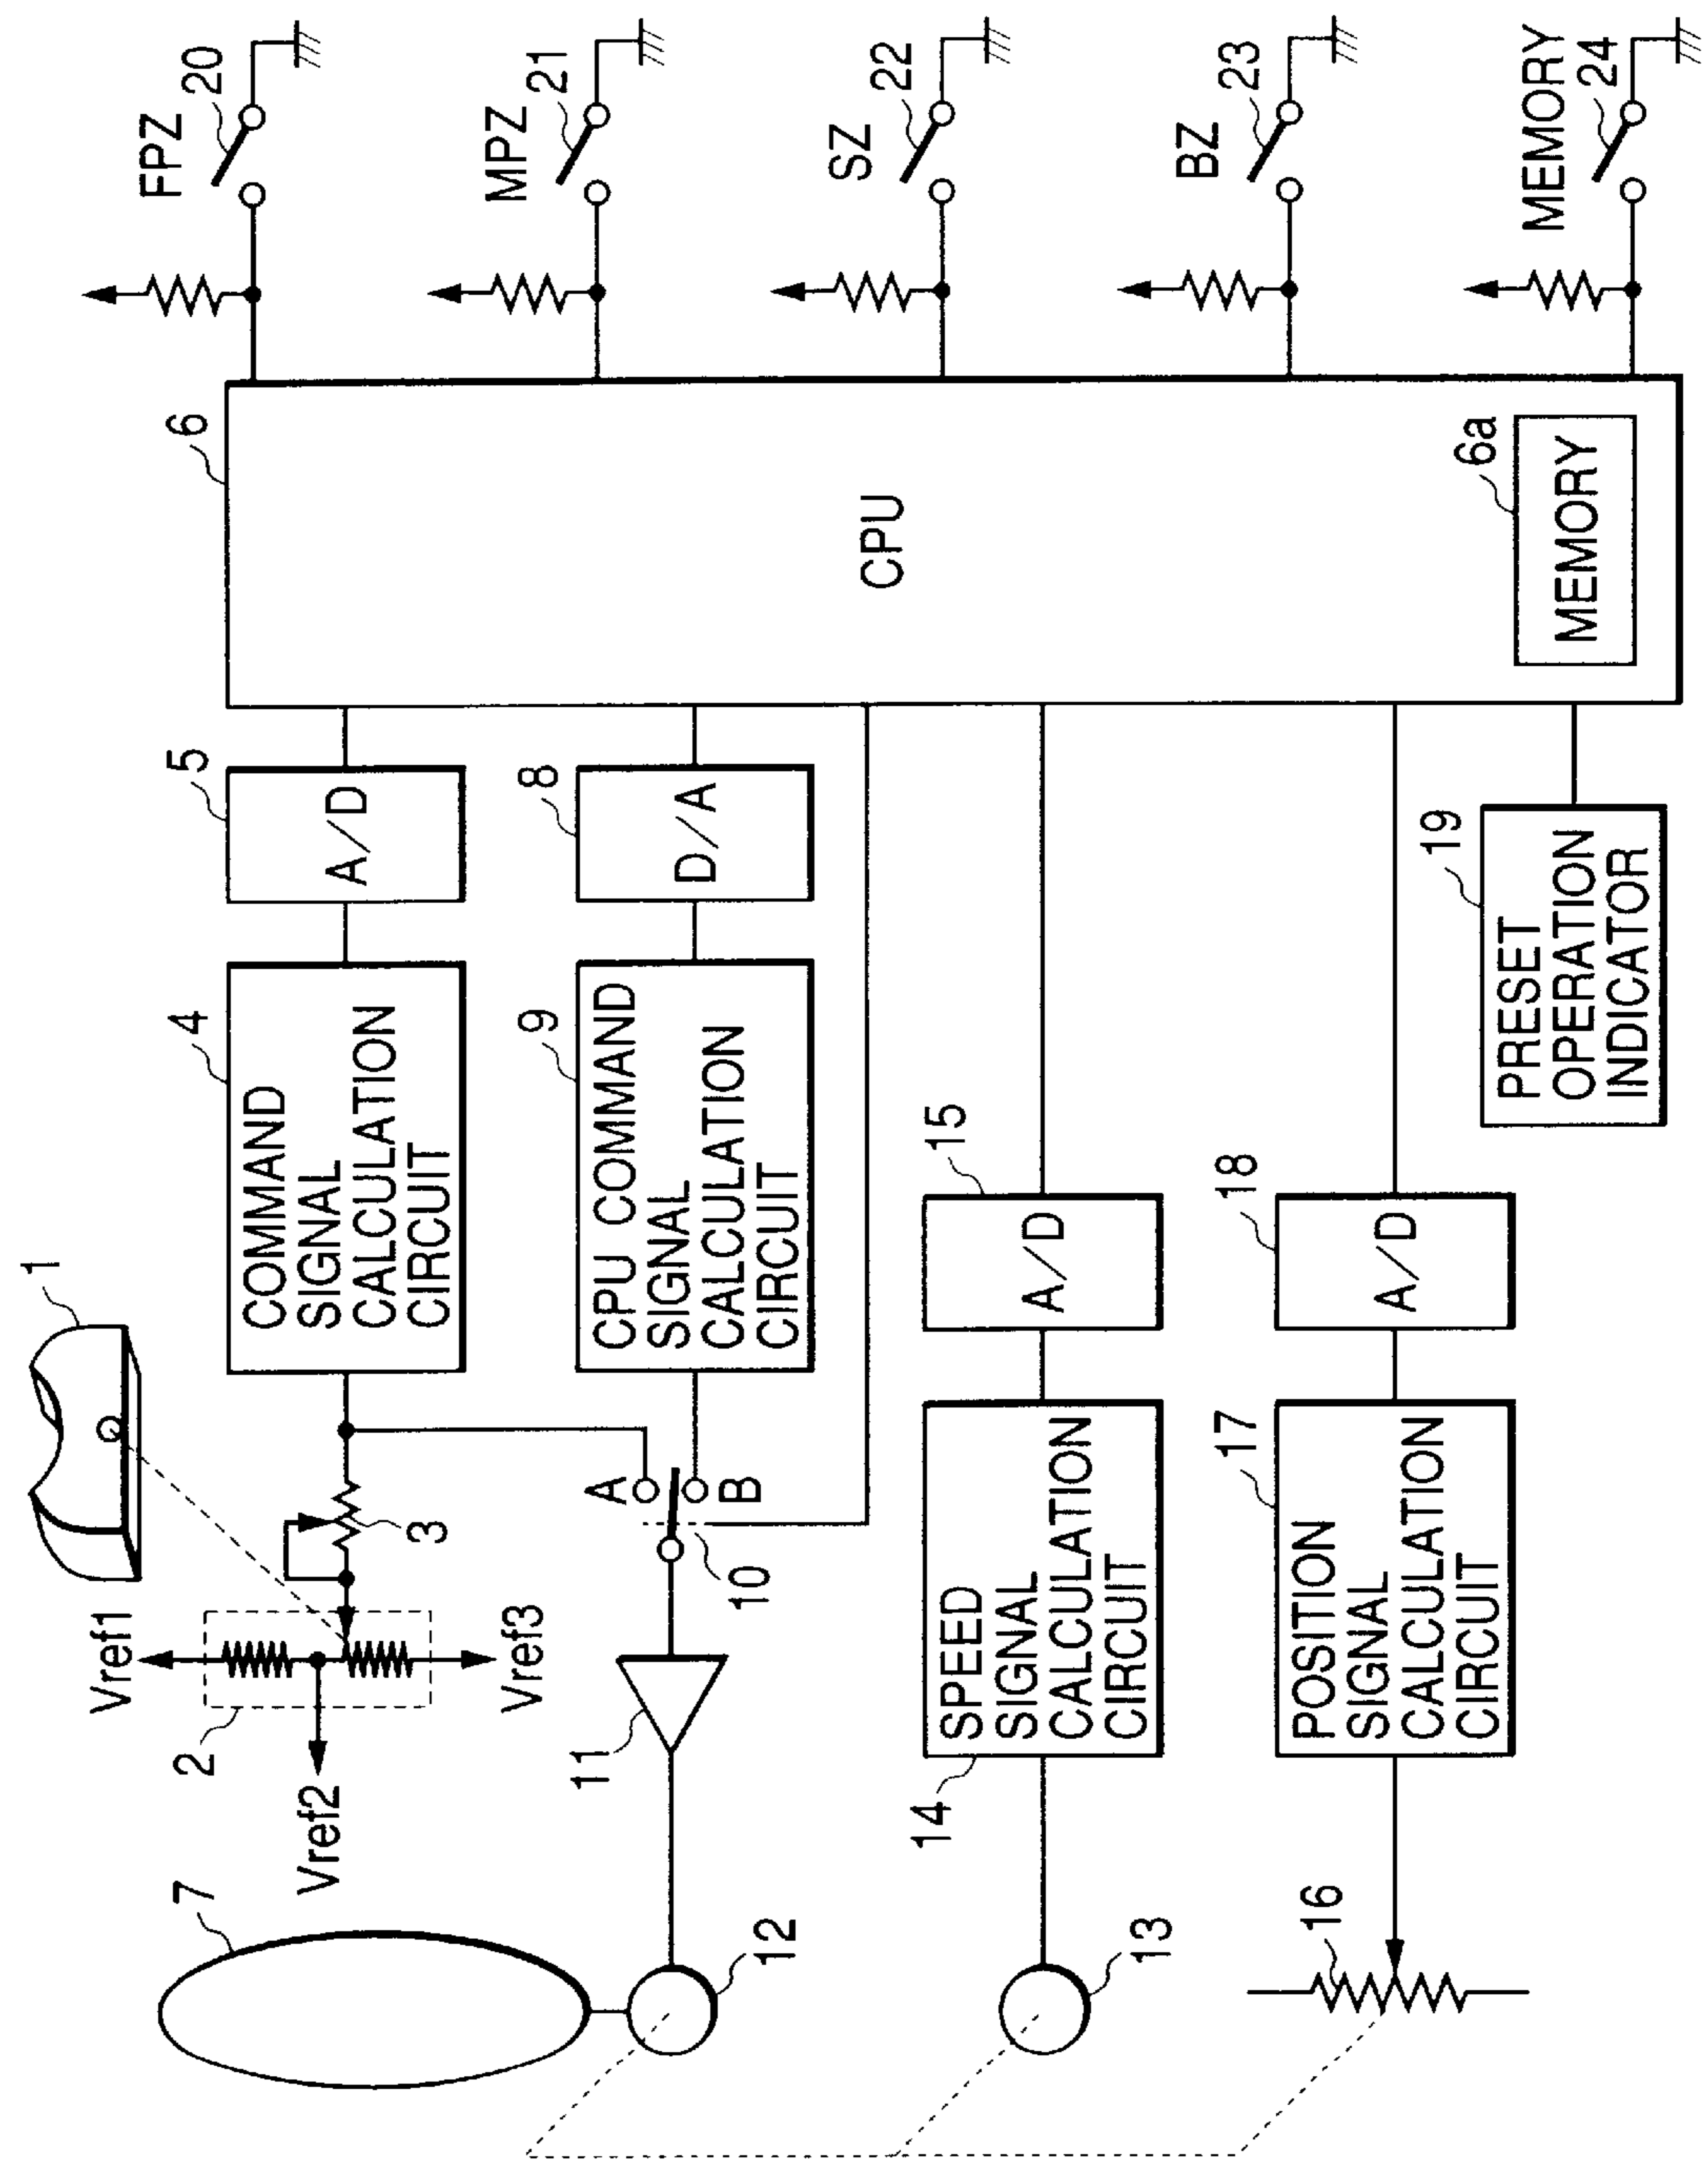 1
Vref1
2
Vref2
Vref3
3
COMMAND
SIGNAL
CALCULATION
CIRCUIT
4
A/D
5
6
CPU
MEMORY
6a
7
CPU COMMAND
SIGNAL
CALCULATION
CIRCUIT
9
D/A
8
A
B
10
11
12
13
SPEED
SIGNAL
CALCULATION
CIRCUIT
14
A/D
15
16
POSITION
SIGNAL
CALCULATION
CIRCUIT
17
A/D
18
PRESET
OPERATION
INDICATOR
19
FPZ
20
MPZ
21
SZ
22
BZ
23
MEMORY
24